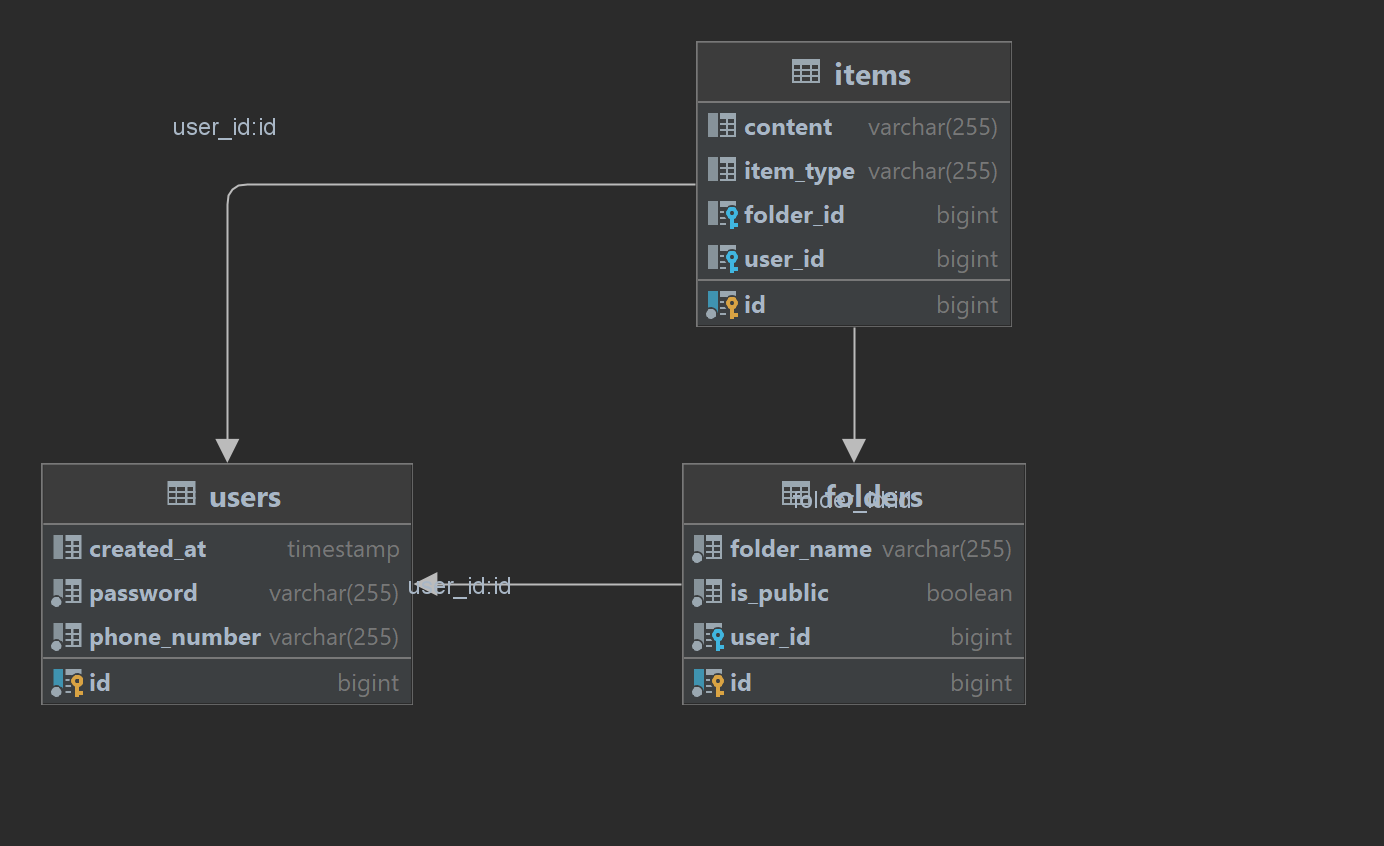 items
user_id:id
content varchar(255)
item_type varchar(255)
folder_id bigint
user_id bigint
id bigint
users
created_at timestamp
password varchar(255)
phone_number varchar(255)
id bigint
user_id:id
folders
folder_id:id
folder_name varchar(255)
is_public boolean
user_id bigint
id bigint